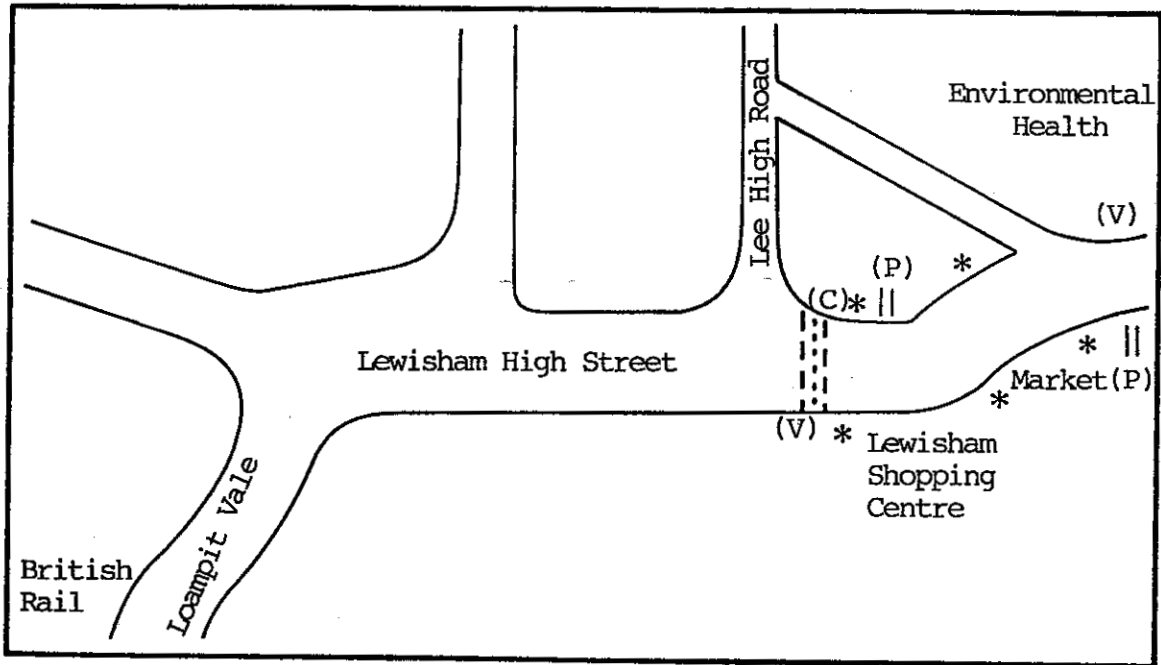 Environmental
Health
Lee High Road
(V)
(P)
*
(C)*
||
Lewisham High Street
*
||
Market(P)
*
(V)
*
Lewisham
Shopping
Centre
Loampit Vale
British
Rail